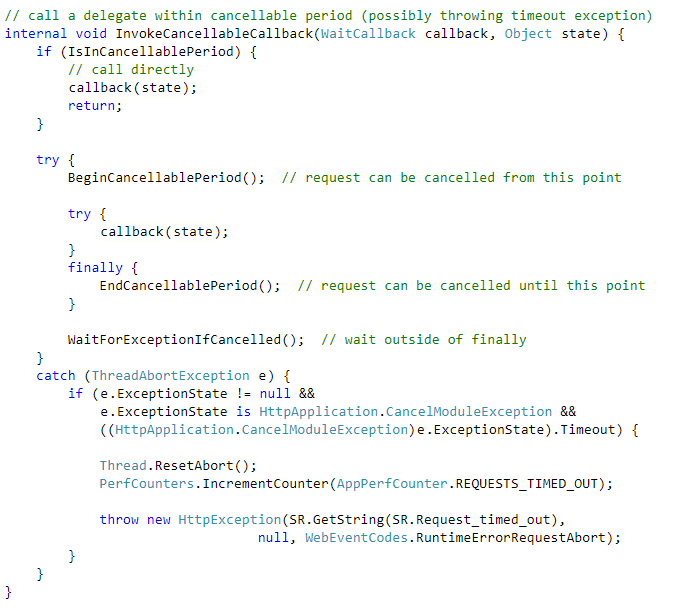 // call a delegate within cancellable period (possibly throwing timeout exception)
internal void InvokeCancellableCallback(WaitCallback callback, Object state) {
    if (IsInCancellablePeriod) {
        // call directly
        callback(state);
        return;
    }

    try {
        BeginCancellablePeriod();  // request can be cancelled from this point

        try {
            callback(state);
        }
        finally {
            EndCancellablePeriod();  // request can be cancelled until this point
        }

        WaitForExceptionIfCancelled();  // wait outside of finally
    }
    catch (ThreadAbortException e) {
        if (e.ExceptionState != null &&
            e.ExceptionState is HttpApplication.CancelModuleException &&
            ((HttpApplication.CancelModuleException)e.ExceptionState).Timeout) {

            Thread.ResetAbort();
            PerfCounters.IncrementCounter(AppPerfCounter.REQUESTS_TIMED_OUT);

            throw new HttpException(SR.GetString(SR.Request_timed_out),
                                null, WebEventCodes.RuntimeErrorRequestAbort);
        }
    }
}